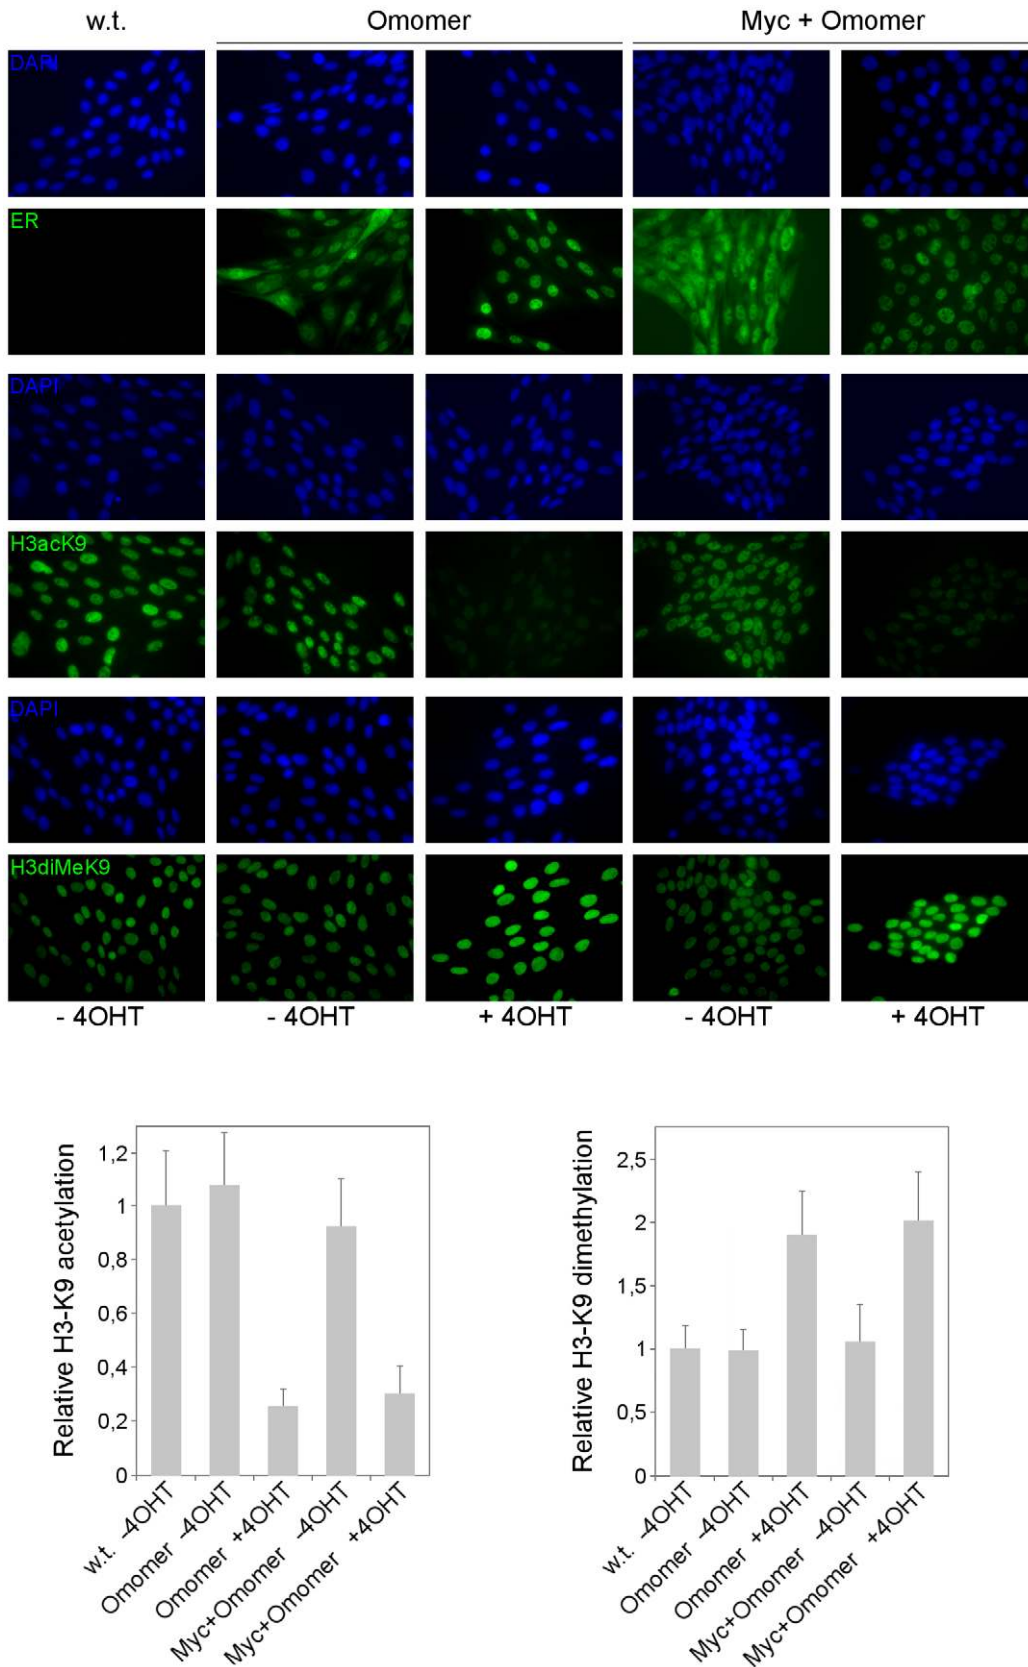 w.t. Omomer Myc + Omomer
DAPI
ER
DAPI
H3acK9
DAPI
H3diMeK9
- 4OHT - 4OHT + 4OHT - 4OHT + 4OHT
Relative H3-K9 acetylation
1,2
1
0,8
0,6
0,4
0,2
0
w.t. -4OHT
Omomer -4OHT
Omomer +4OHT
Myc+Omomer -4OHT
Myc+Omomer +4OHT
Relative H3-K9 dimethylation
2,5
2
1,5
1
0,5
0
w.t. -4OHT
Omomer -4OHT
Omomer +4OHT
Myc+Omomer -4OHT
Myc+Omomer +4OHT